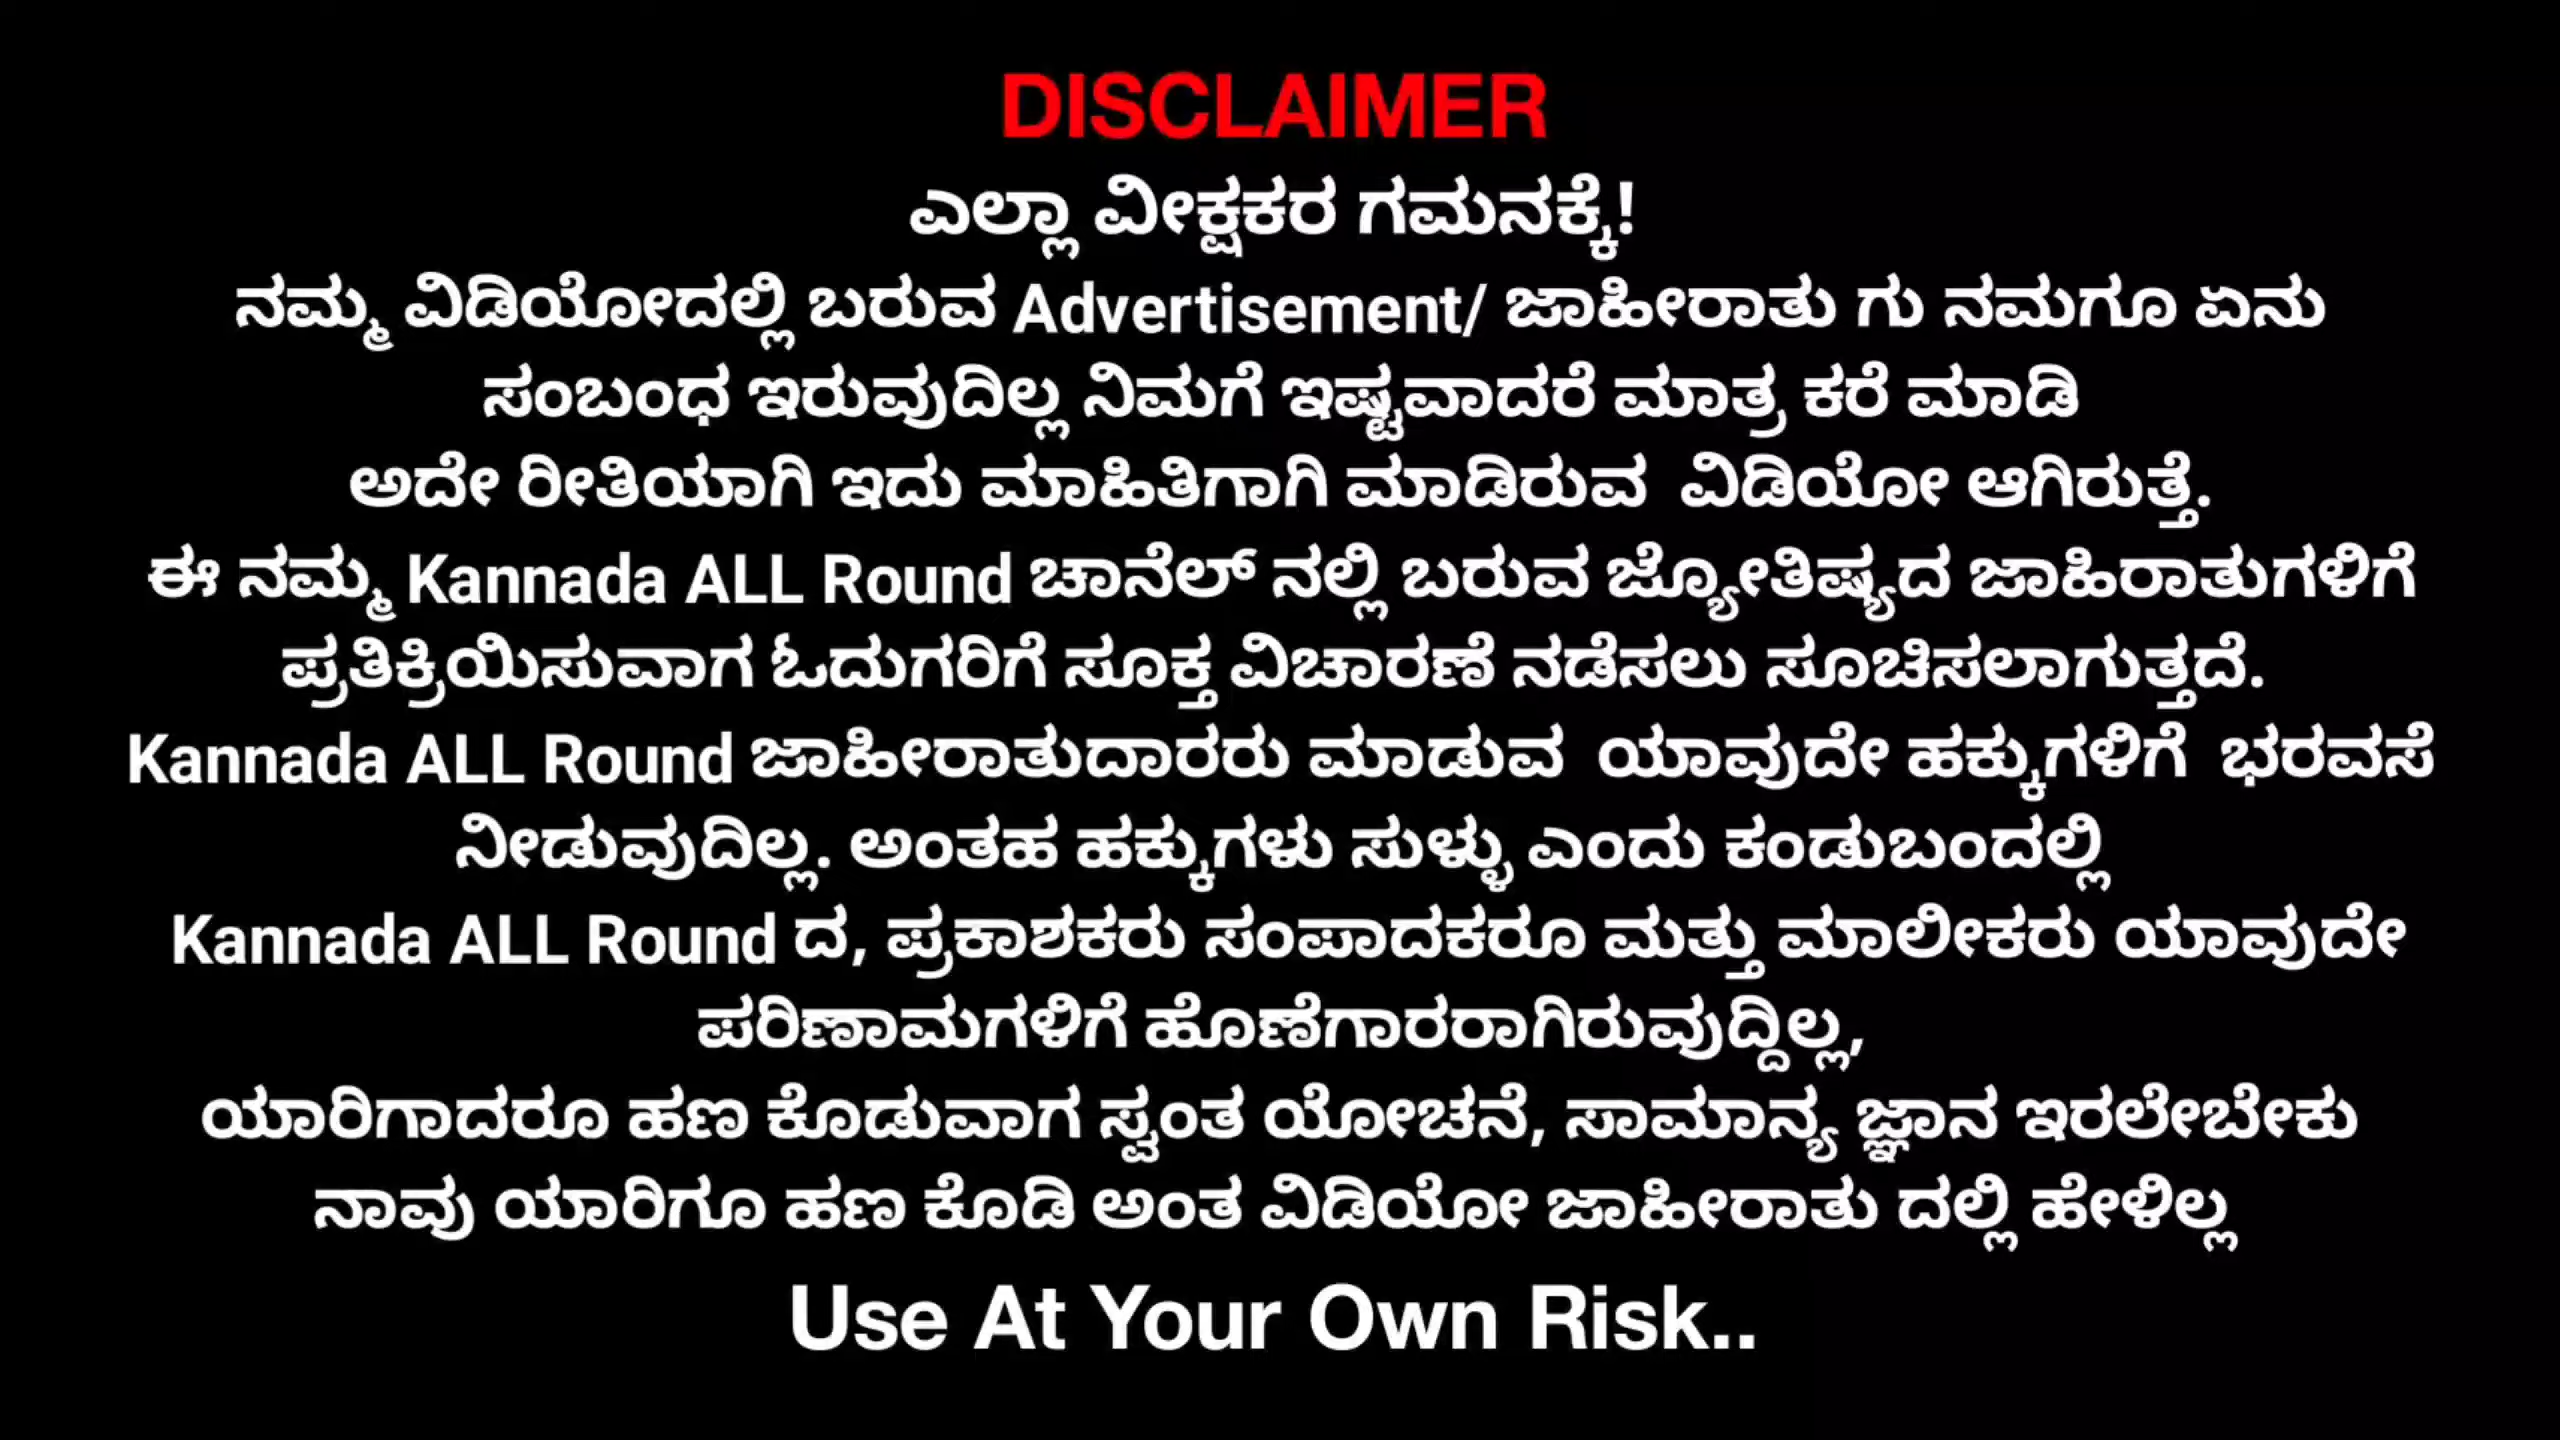 DISCLAIMER
ಎಲ್ಲಾ ವೀಕ್ಷಕರ ಗಮನಕ್ಕೆ!
ನಮ್ಮ ವಿಡಿಯೋದಲ್ಲಿ ಬರುವ Advertisement/ ಜಾಹೀರಾತು ಗು ನಮಗೂ ಏನು
ಸಂಬಂಧ ಇರುವುದಿಲ್ಲ ನಿಮಗೆ ಇಷ್ಟವಾದರೆ ಮಾತ್ರ ಕರೆ ಮಾಡಿ
ಅದೇ ರೀತಿಯಾಗಿ ಇದು ಮಾಹಿತಿಗಾಗಿ ಮಾಡಿರುವ ವಿಡಿಯೋ ಆಗಿರುತ್ತೆ.
ಈ ನಮ್ಮ Kannada ALL Round ಚಾನೆಲ್ ನಲ್ಲಿ ಬರುವ ಜ್ಯೋತಿಷ್ಯದ ಜಾಹಿರಾತುಗಳಿಗೆ
ಪ್ರತಿಕ್ರಿಯಿಸುವಾಗ ಓದುಗರಿಗೆ ಸೂಕ್ತ ವಿಚಾರಣೆ ನಡೆಸಲು ಸೂಚಿಸಲಾಗುತ್ತದೆ.
Kannada ALL Round ಜಾಹೀರಾತುದಾರರು ಮಾಡುವ ಯಾವುದೇ ಹಕ್ಕುಗಳಿಗೆ ಭರವಸೆ
ನೀಡುವುದಿಲ್ಲ. ಅಂತಹ ಹಕ್ಕುಗಳು ಸುಳ್ಳು ಎಂದು ಕಂಡುಬಂದಲ್ಲಿ
Kannada ALL Round ದ, ಪ್ರಕಾಶಕರು ಸಂಪಾದಕರೂ ಮತ್ತು ಮಾಲೀಕರು ಯಾವುದೇ
ಪರಿಣಾಮಗಳಿಗೆ ಹೊಣೆಗಾರರಾಗಿರುವುದ್ದಿಲ್ಲ,
ಯಾರಿಗಾದರೂ ಹಣ ಕೊಡುವಾಗ ಸ್ವಂತ ಯೋಚನೆ, ಸಾಮಾನ್ಯ ಜ್ಞಾನ ಇರಲೇಬೇಕು
ನಾವು ಯಾರಿಗೂ ಹಣ ಕೊಡಿ ಅಂತ ವಿಡಿಯೋ ಜಾಹೀರಾತು ದಲ್ಲಿ ಹೇಳಿಲ್ಲ
Use At Your Own Risk..